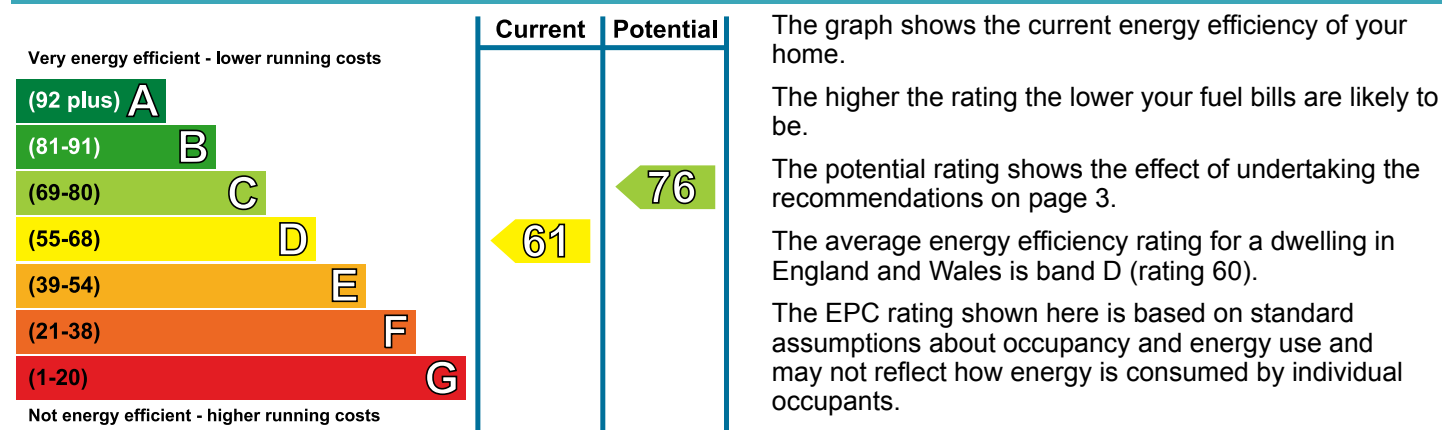 Current Potential
Very energy efficient - lower running costs
(92 plus) A
(81-91) B
(69-80) C
76
(55-68) D
61
(39-54) E
(21-38) F
(1-20) G
Not energy efficient - higher running costs
The graph shows the current energy efficiency of your
home.
The higher the rating the lower your fuel bills are likely to
be.
The potential rating shows the effect of undertaking the
recommendations on page 3.
The average energy efficiency rating for a dwelling in
England and Wales is band D (rating 60).
The EPC rating shown here is based on standard
assumptions about occupancy and energy use and
may not reflect how energy is consumed by individual
occupants.